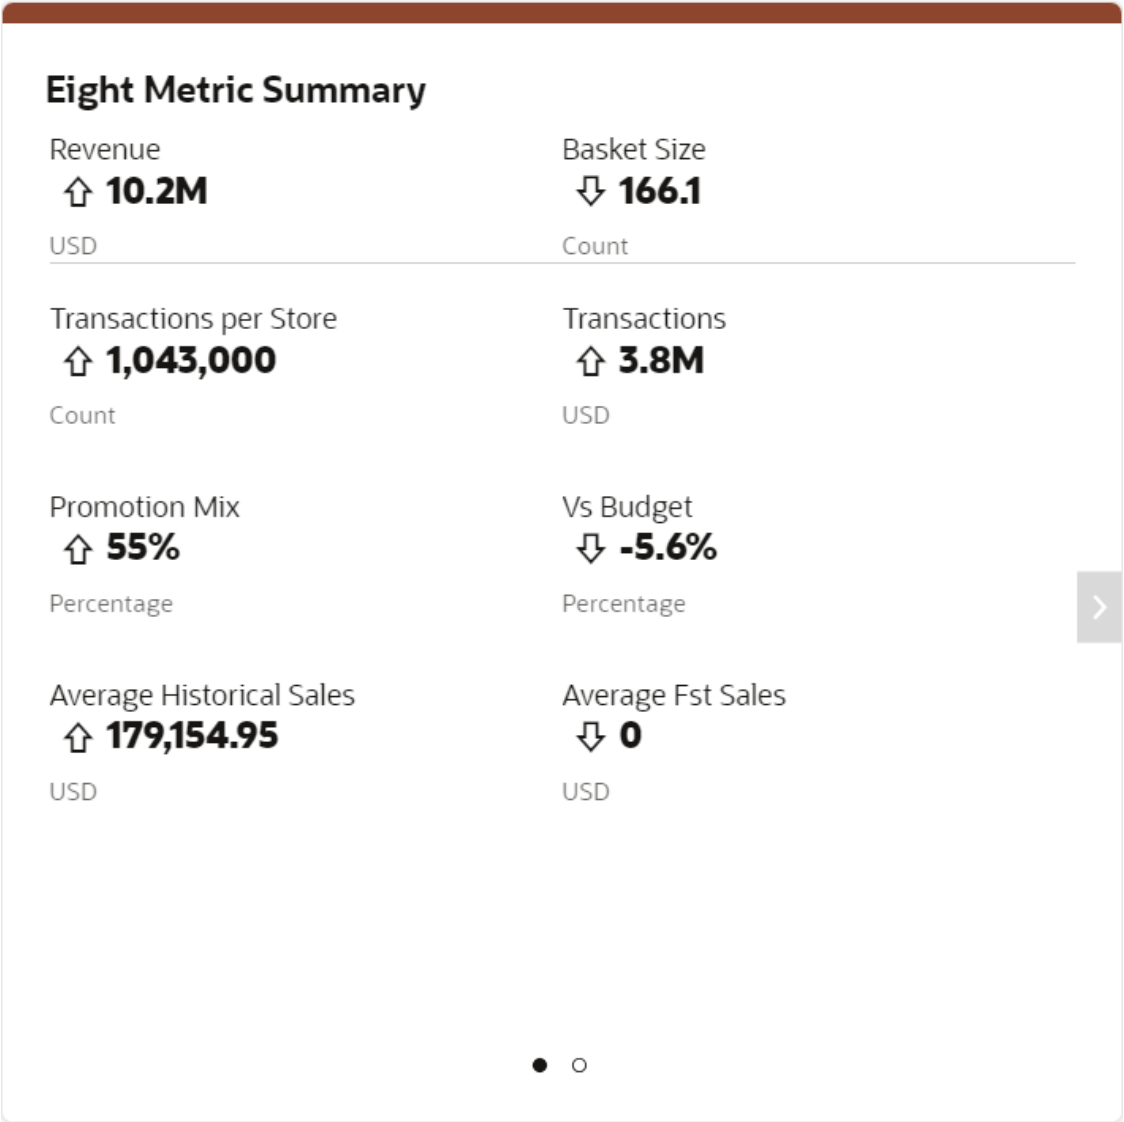 Eight Metric Summary
Revenue
10.2M
USD
Basket Size
166.1
Count
Transactions per Store
1,043,000
Count
Transactions
3.8M
USD
Promotion Mix
55%
Percentage
Vs Budget
-5.6%
Percentage
Average Historical Sales
179,154.95
USD
Average Fst Sales
0
USD